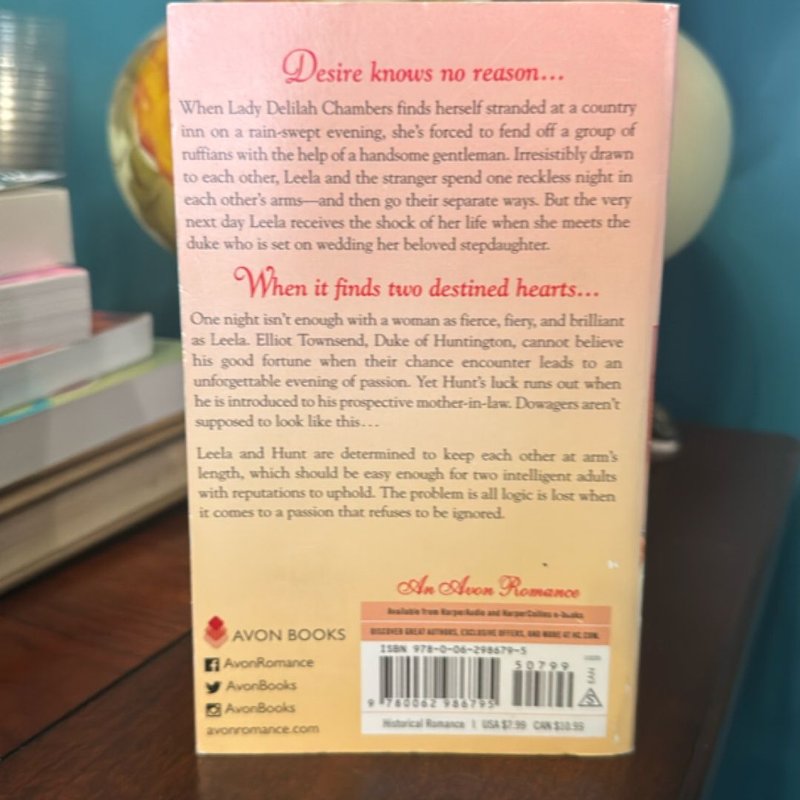 Desire knows no reason...
When Lady Delilah Chambers finds herself stranded at a country
inn on a rain-swept evening, she's forced to fend off a group of
ruffians with the help of a handsome gentleman. Irresistibly drawn
to each other, Leela and the stranger spend one reckless night in
each other's arms—and then go their separate ways. But the very
next day Leela receives the shock of her life when she meets the
duke who is set on wedding her beloved stepdaughter.
When it finds two destined hearts...
One night isn't enough with a woman as fierce, fiery, and brilliant
as Leela. Elliot Townsend, Duke of Huntington, cannot believe
his good fortune when their chance encounter leads to an
unforgettable evening of passion. Yet Hunt's luck runs out when
he is introduced to his prospective mother-in-law. Dowagers aren't
supposed to look like this...
Leela and Hunt are determined to keep each other at arm's
length, which should be easy enough for two intelligent adults
with reputations to uphold. The problem is all logic is lost when
it comes to a passion that refuses to be ignored.
An Avon Romance
Available from HarperAudio and HarperCollins e-books
DISCOVER GREAT AUTHORS, EXCLUSIVE OFFERS, AND MORE AT HC.COM.
AVON BOOKS
AvonRomance
AvonBooks
AvonBooks
avonromance.com
ISBN 978-0-06-298679-5
50799
9 780062 986795
Historical Romance | USA $7.99 CAN $10.99